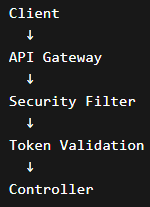 Client
↓
API Gateway
↓
Security Filter
↓
Token Validation
↓
Controller